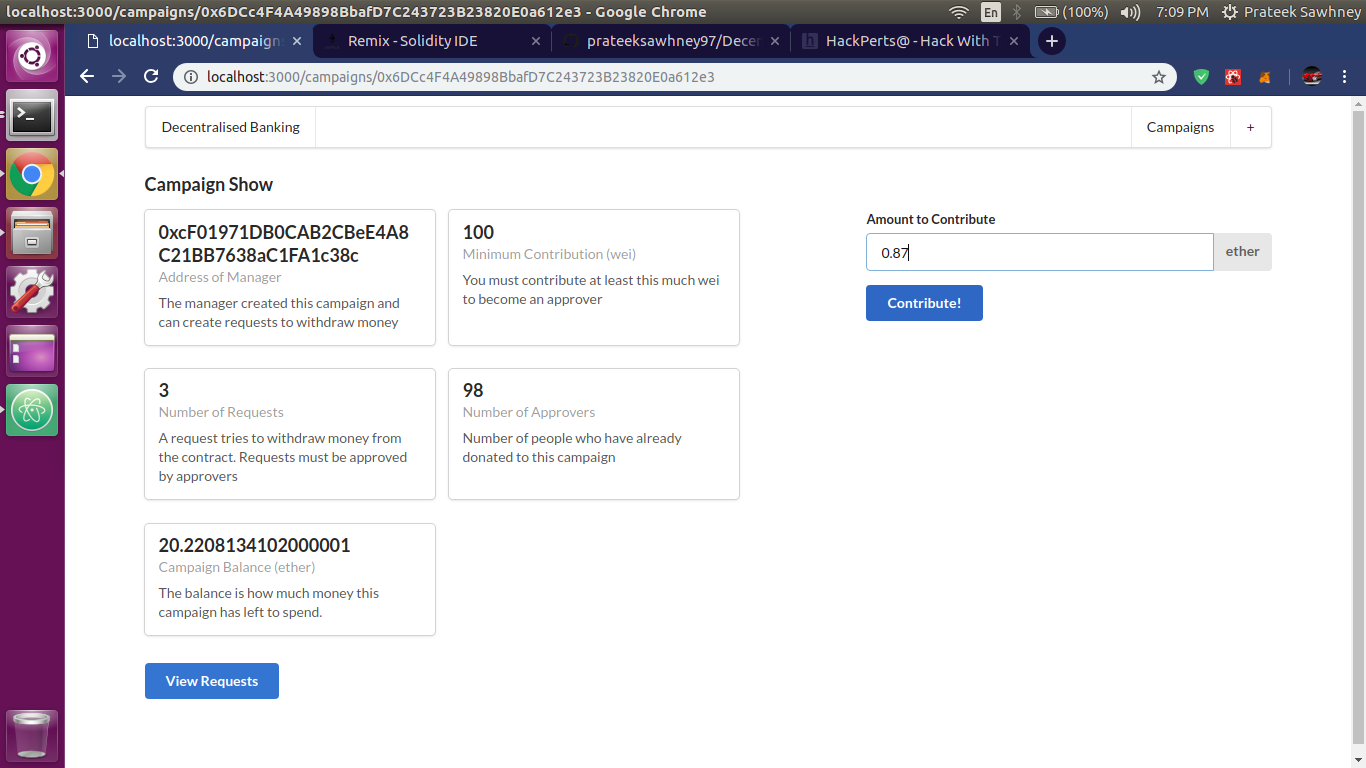 localhost:3000/campaigns/0x6DCc4F4A49898BbafD7C243723B23820E0a612e3 - Google Chrome
En
(100%)
7:09 PM
Prateek Sawhney
localhost:3000/campaign
Remix - Solidity IDE
prateeksawhney97/Decer
HackPerts@ - Hack With T
localhost:3000/campaigns/0x6DCc4F4A49898BbafD7C243723B23820E0a612e3
Decentralised Banking
Campaigns
+
Campaign Show
0xcF01971DB0CAB2CBeE4A8
C21BB7638aC1FA1c38c
Address of Manager
The manager created this campaign and
can create requests to withdraw money
100
Minimum Contribution (wei)
You must contribute at least this much wei
to become an approver
Amount to Contribute
0.87
ether
Contribute!
3
Number of Requests
A request tries to withdraw money from
the contract. Requests must be approved
by approvers
98
Number of Approvers
Number of people who have already
donated to this campaign
20.2208134102000001
Campaign Balance (ether)
The balance is how much money this
campaign has left to spend.
View Requests